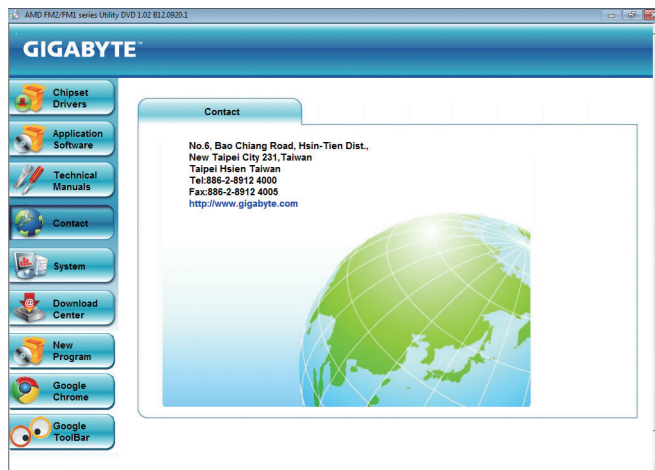 AMD FM2/FM1 series Utility DVD 1.02 B12.0920.1
GIGABYTE™
Chipset
Drivers
Application
Software
Technical
Manuals
Contact
System
Download
Center
New
Program
Google
Chrome
Google
ToolBar
Contact
No.6, Bao Chiang Road, Hsin-Tien Dist.,
New Taipei City 231,Taiwan
Taipei Hsien Taiwan
Tel:886-2-8912 4000
Fax:886-2-8912 4005
http://www.gigabyte.com